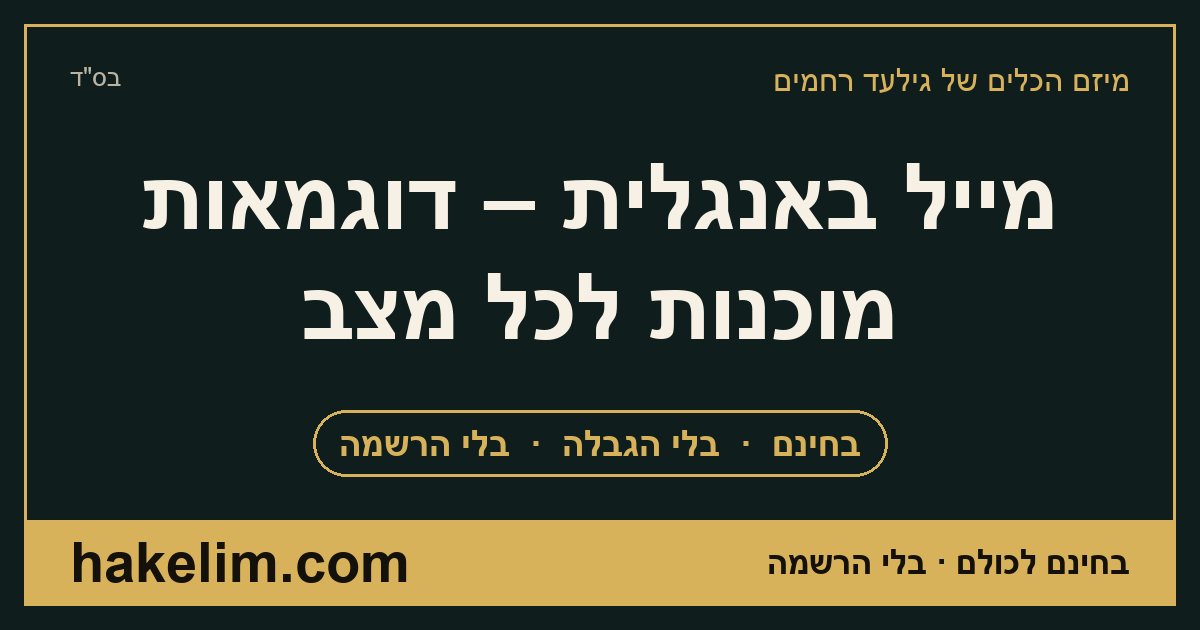 מיזם הכלים של גילעד רחמים
בס"ד
מייל באנגלית – דוגמאות
מוכנות לכל מצב
בחינם · בלי הגבלה · בלי הרשמה
בחינם לכולם · בלי הרשמה
hakelim.com